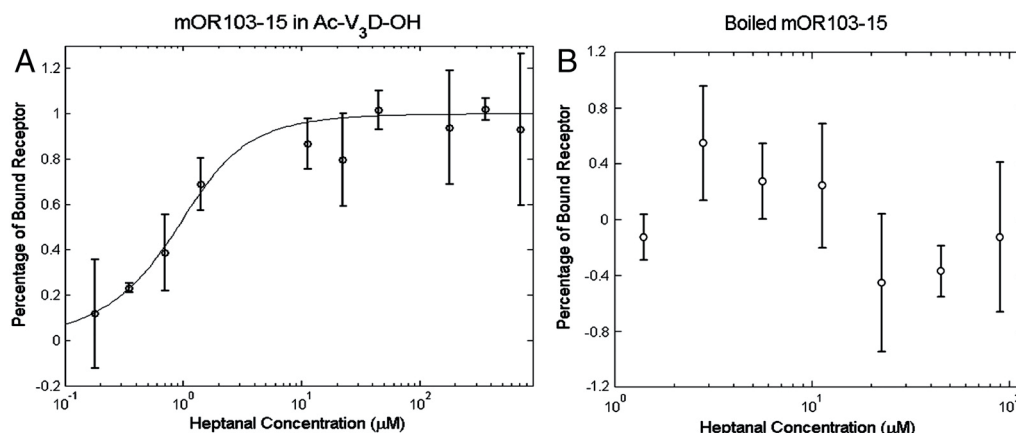 mOR103-15 in Ac-V₃D-OH
A
Percentage of Bound Receptor
1.2
1
0.8
0.6
0.4
0.2
0
-0.2
10⁻¹ 10⁰ 10¹ 10²
Heptanal Concentration (μM)
Boiled mOR103-15
B
Percentage of Bound Receptor
1.2
0.8
0.4
0
-0.4
-0.8
-1.2
10⁰ 10¹ 10²
Heptanal Concentration (μM)